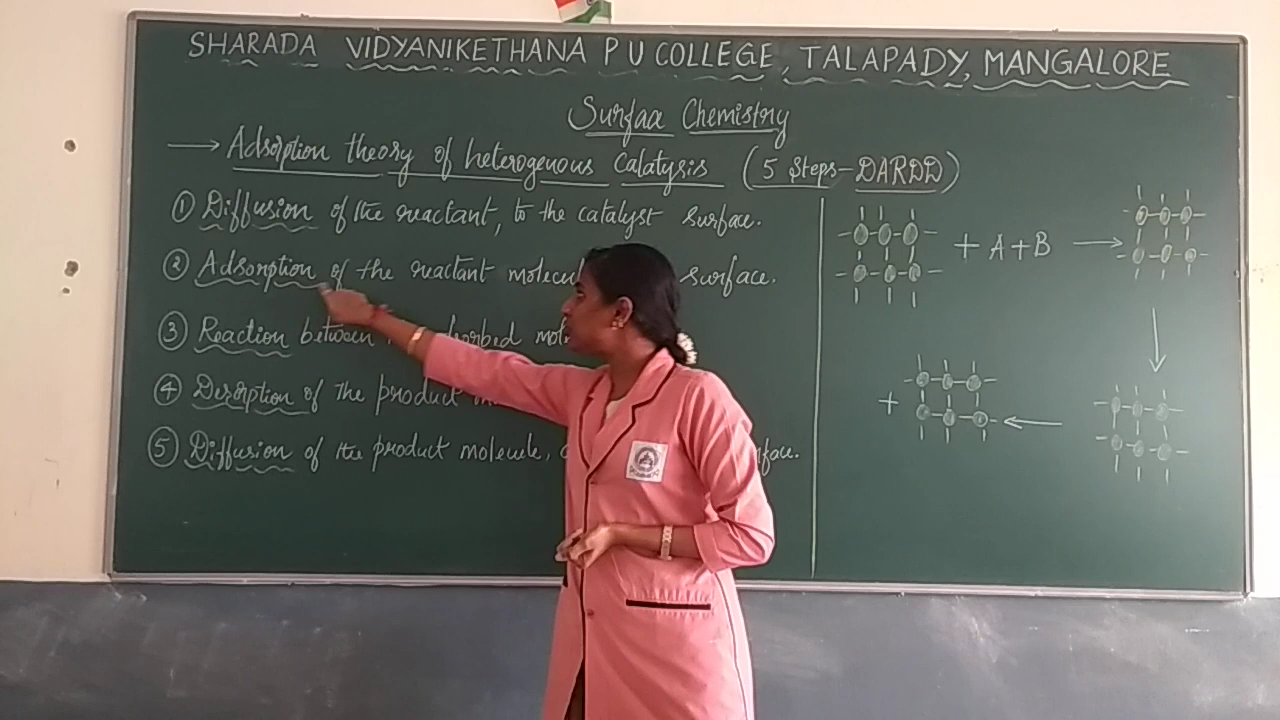 SHARADA VIDYANIKETHANA P U COLLEGE, TALAPADY, MANGALORE
Surface Chemistry
→ Adsorption theory of heterogenous Catalysis (5 Steps-DARDD)
① Diffusion of the reactant, to the catalyst surface.
② Adsorption of the reactant molecu surface.
③ Reaction between
④ Desorption of the product
⑤ Diffusion of the product molecule,
+ A+B →
+